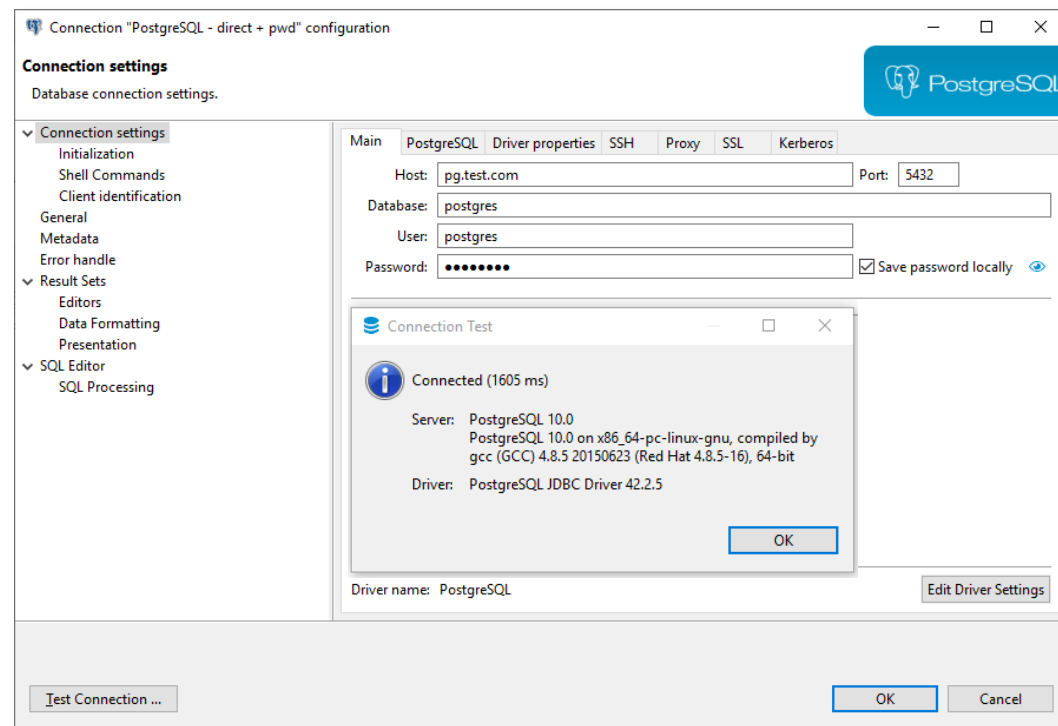 Connection "PostgreSQL - direct + pwd" configuration
Connection settings
Database connection settings.
PostgreSQL
Connection settings
Initialization
Shell Commands
Client identification
General
Metadata
Error handle
Result Sets
Editors
Data Formatting
Presentation
SQL Editor
SQL Processing
Main PostgreSQL Driver properties SSH Proxy SSL Kerberos
Host: pg.test.com Port: 5432
Database: postgres
User: postgres
Password: ●●●●●●●● Save password locally
Connection Test
Connected (1605 ms)
Server: PostgreSQL 10.0
PostgreSQL 10.0 on x86_64-pc-linux-gnu, compiled by
gcc (GCC) 4.8.5 20150623 (Red Hat 4.8.5-16), 64-bit
Driver: PostgreSQL JDBC Driver 42.2.5
OK
Driver name: PostgreSQL Edit Driver Settings
Test Connection ... OK Cancel